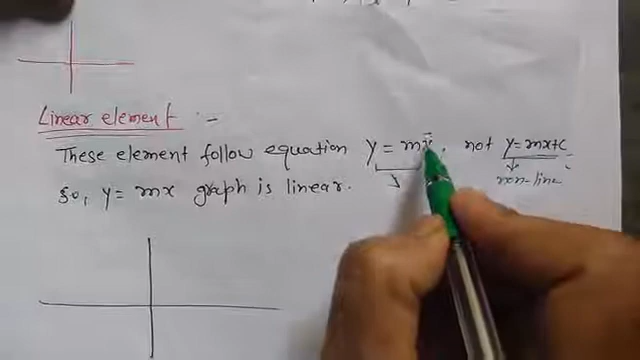 Linear element :-
These element follow equation y = mx, not y=mx+c
so, y = mx graph is linear. non-line